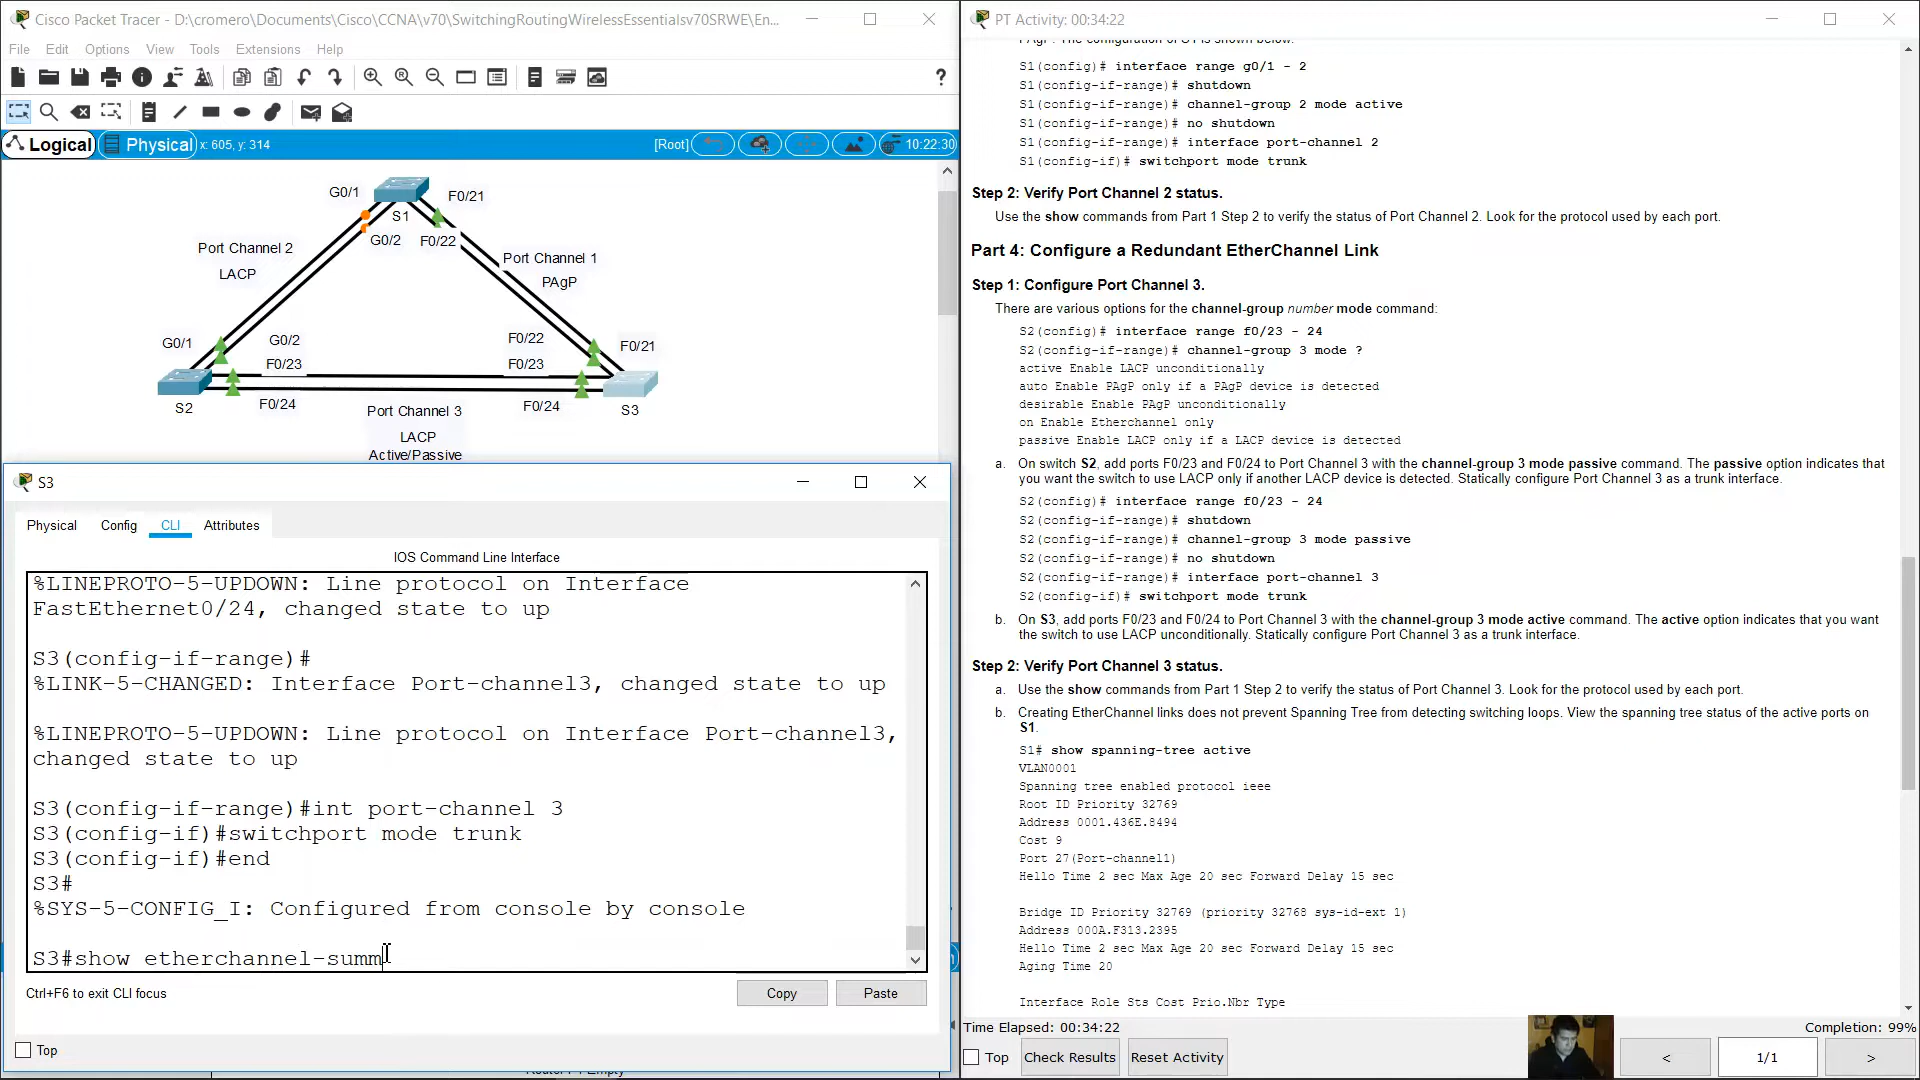 Cisco Packet Tracer - D:\cromero\Documents\Cisco\CCNA\v70\SwitchingRoutingWirelessEssentialsv70SRWE\En...
File Edit Options View Tools Extensions Help
?
Logical Physical x: 605, y: 314 [Root] 10:22:30
G0/1
F0/21
S1
G0/2
F0/22
Port Channel 2
LACP
Port Channel 1
PAgP
G0/1
G0/2
F0/22
F0/21
F0/23
F0/23
S2
F0/24
F0/24
S3
Port Channel 3
LACP
Active/Passive
S3
Physical Config CLI Attributes
IOS Command Line Interface
%LINEPROTO-5-UPDOWN: Line protocol on Interface
FastEthernet0/24, changed state to up
S3(config-if-range)#
%LINK-5-CHANGED: Interface Port-channel3, changed state to up
%LINEPROTO-5-UPDOWN: Line protocol on Interface Port-channel3,
changed state to up
S3(config-if-range)#int port-channel 3
S3(config-if)#switchport mode trunk
S3(config-if)#end
S3#
%SYS-5-CONFIG_I: Configured from console by console
S3#show etherchannel-summ
Ctrl+F6 to exit CLI focus
Copy
Paste
Top
PT Activity: 00:34:22
S1(config)# interface range g0/1 - 2
S1(config-if-range)# shutdown
S1(config-if-range)# channel-group 2 mode active
S1(config-if-range)# no shutdown
S1(config-if-range)# interface port-channel 2
S1(config-if)# switchport mode trunk
Step 2: Verify Port Channel 2 status.
Use the show commands from Part 1 Step 2 to verify the status of Port Channel 2. Look for the protocol used by each port.
Part 4: Configure a Redundant EtherChannel Link
Step 1: Configure Port Channel 3.
There are various options for the channel-group number mode command:
S2(config)# interface range f0/23 - 24
S2(config-if-range)# channel-group 3 mode ?
active Enable LACP unconditionally
auto Enable PAgP only if a PAgP device is detected
desirable Enable PAgP unconditionally
on Enable Etherchannel only
passive Enable LACP only if a LACP device is detected
a. On switch S2, add ports F0/23 and F0/24 to Port Channel 3 with the channel-group 3 mode passive command. The passive option indicates that
you want the switch to use LACP only if another LACP device is detected. Statically configure Port Channel 3 as a trunk interface.
S2(config)# interface range f0/23 - 24
S2(config-if-range)# shutdown
S2(config-if-range)# channel-group 3 mode passive
S2(config-if-range)# no shutdown
S2(config-if-range)# interface port-channel 3
S2(config-if)# switchport mode trunk
b. On S3, add ports F0/23 and F0/24 to Port Channel 3 with the channel-group 3 mode active command. The active option indicates that you want
the switch to use LACP unconditionally. Statically configure Port Channel 3 as a trunk interface.
Step 2: Verify Port Channel 3 status.
a. Use the show commands from Part 1 Step 2 to verify the status of Port Channel 3. Look for the protocol used by each port.
b. Creating EtherChannel links does not prevent Spanning Tree from detecting switching loops. View the spanning tree status of the active ports on
S1.
S1# show spanning-tree active
VLAN0001
Spanning tree enabled protocol ieee
Root ID Priority 32769
Address 0001.436E.8494
Cost 9
Port 27(Port-channel1)
Hello Time 2 sec Max Age 20 sec Forward Delay 15 sec
Bridge ID Priority 32769 (priority 32768 sys-id-ext 1)
Address 000A.F313.2395
Hello Time 2 sec Max Age 20 sec Forward Delay 15 sec
Aging Time 20
Interface Role Sts Cost Prio.Nbr Type
Time Elapsed: 00:34:22
Completion: 99%
Top
Check Results
Reset Activity
<
1/1
>